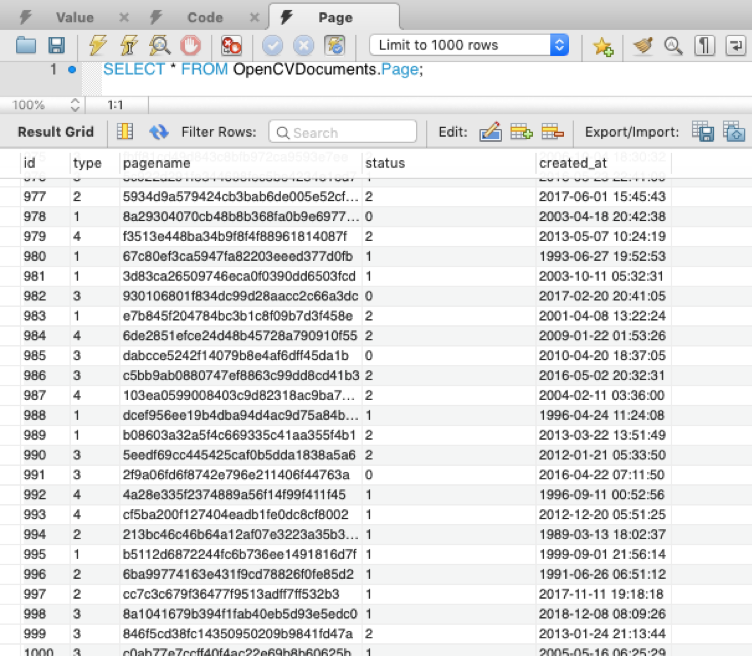 Value Code Page
Limit to 1000 rows
1 SELECT * FROM OpenCVDocuments.Page;
100% 1:1
Result Grid Filter Rows: Search Edit: Export/Import:
id type pagename status created_at
977 2 5934d9a579424cb3bab6de005e52cf... 2 2017-06-01 15:45:43
978 1 8a29304070cb48b8b368fa0b9e6977... 0 2003-04-18 20:42:38
979 4 f3513e448ba34b9f8f4f88961814087f 2 2013-05-07 10:24:19
980 1 67c80ef3ca5947fa82203eeed377d0fb 1 1993-06-27 19:52:53
981 1 3d83ca26509746eca0f0390dd6503fcd 1 2003-10-11 05:32:31
982 3 930106801f834dc99d28aacc2c66a3dc 0 2017-02-20 20:41:05
983 1 e7b845f204784bc3b1c8f09b7d3f458e 2 2001-04-08 13:22:24
984 4 6de2851efce24d48b45728a790910f55 2 2009-01-22 01:53:26
985 3 dabcce5242f14079b8e4af6dff45da1b 0 2010-04-20 18:37:05
986 3 c5bb9ab0880747ef8863c99dd8cd41b3 2 2016-05-02 20:32:31
987 4 103ea0599008403c9d82318ac9ba7... 2 2004-02-11 03:36:00
988 1 dcef956ee19b4dba94d4ac9d75a84b... 1 1996-04-24 11:24:08
989 1 b08603a32a5f4c669335c41aa355f4b1 2 2013-03-22 13:51:49
990 3 5eedf69cc445425caf0b5dda1838a5a6 2 2012-01-21 05:33:50
991 3 2f9a06fd6f8742e796e211406f44763a 0 2016-04-22 07:11:50
992 4 4a28e335f2374889a56f14f99f411f45 1 1996-09-11 00:52:56
993 4 cf5ba200f127404eadb1fe0dc8cf8002 1 2012-12-20 05:51:25
994 2 213bc46c46b64a12af07e3223a35b3... 1 1989-03-13 18:02:37
995 1 b5112d6872244fc6b736ee1491816d7f 1 1999-09-01 21:56:14
996 2 6ba99774163e431f9cd78826f0fe85d2 1 1991-06-26 06:51:12
997 2 cc7c3c679f36477f9513adff7ff532b3 1 2017-11-11 19:18:18
998 3 8a1041679b394f1fab40eb5d93e5edc0 1 2018-12-08 08:09:26
999 3 846f5cd38fc14350950209b9841fd47a 2 2013-01-24 21:13:44
1000 3 c0ab77e7ccff40f4ac22e69b8b60625b 1 2005-05-16 06:25:29